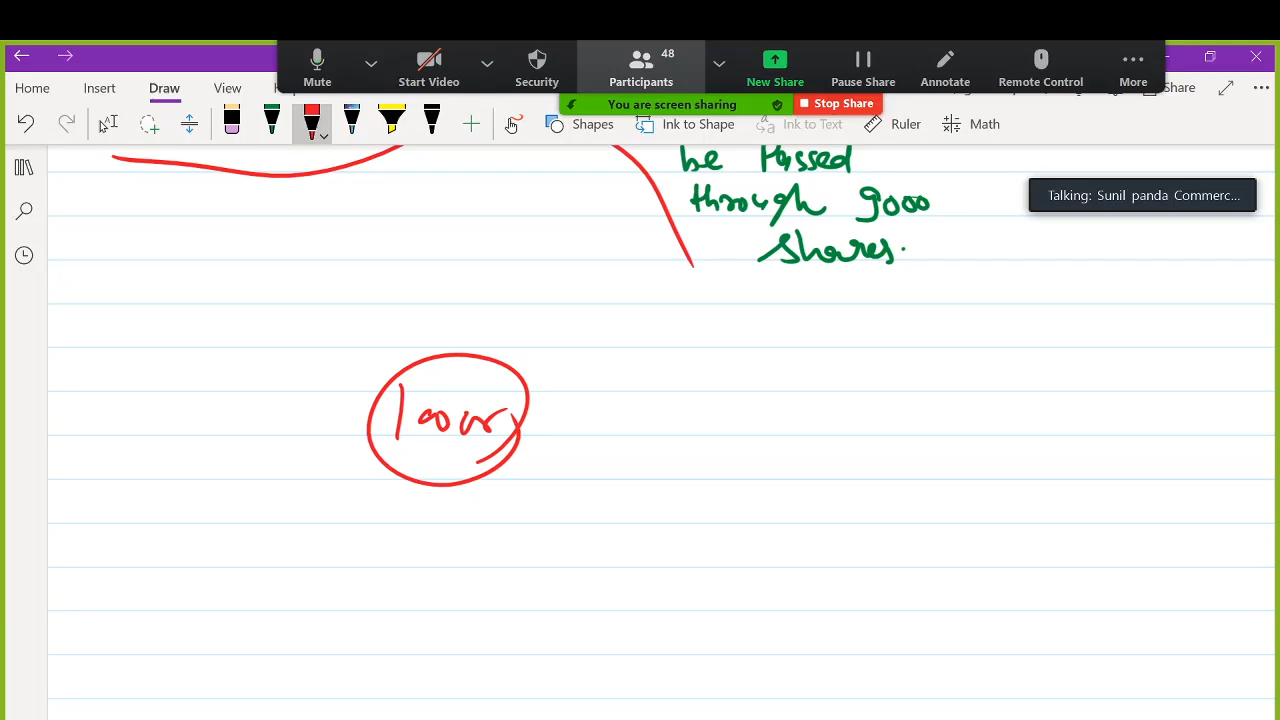 48
Mute
Start Video
Security
Participants
New Share
Pause Share
Annotate
Remote Control
More
You are screen sharing
Stop Share
Home
Insert
Draw
View
Share
Shapes
Ink to Shape
Ink to Text
Ruler
Math
Talking: Sunil panda Commerc...
be Passed
through 9000
shares.